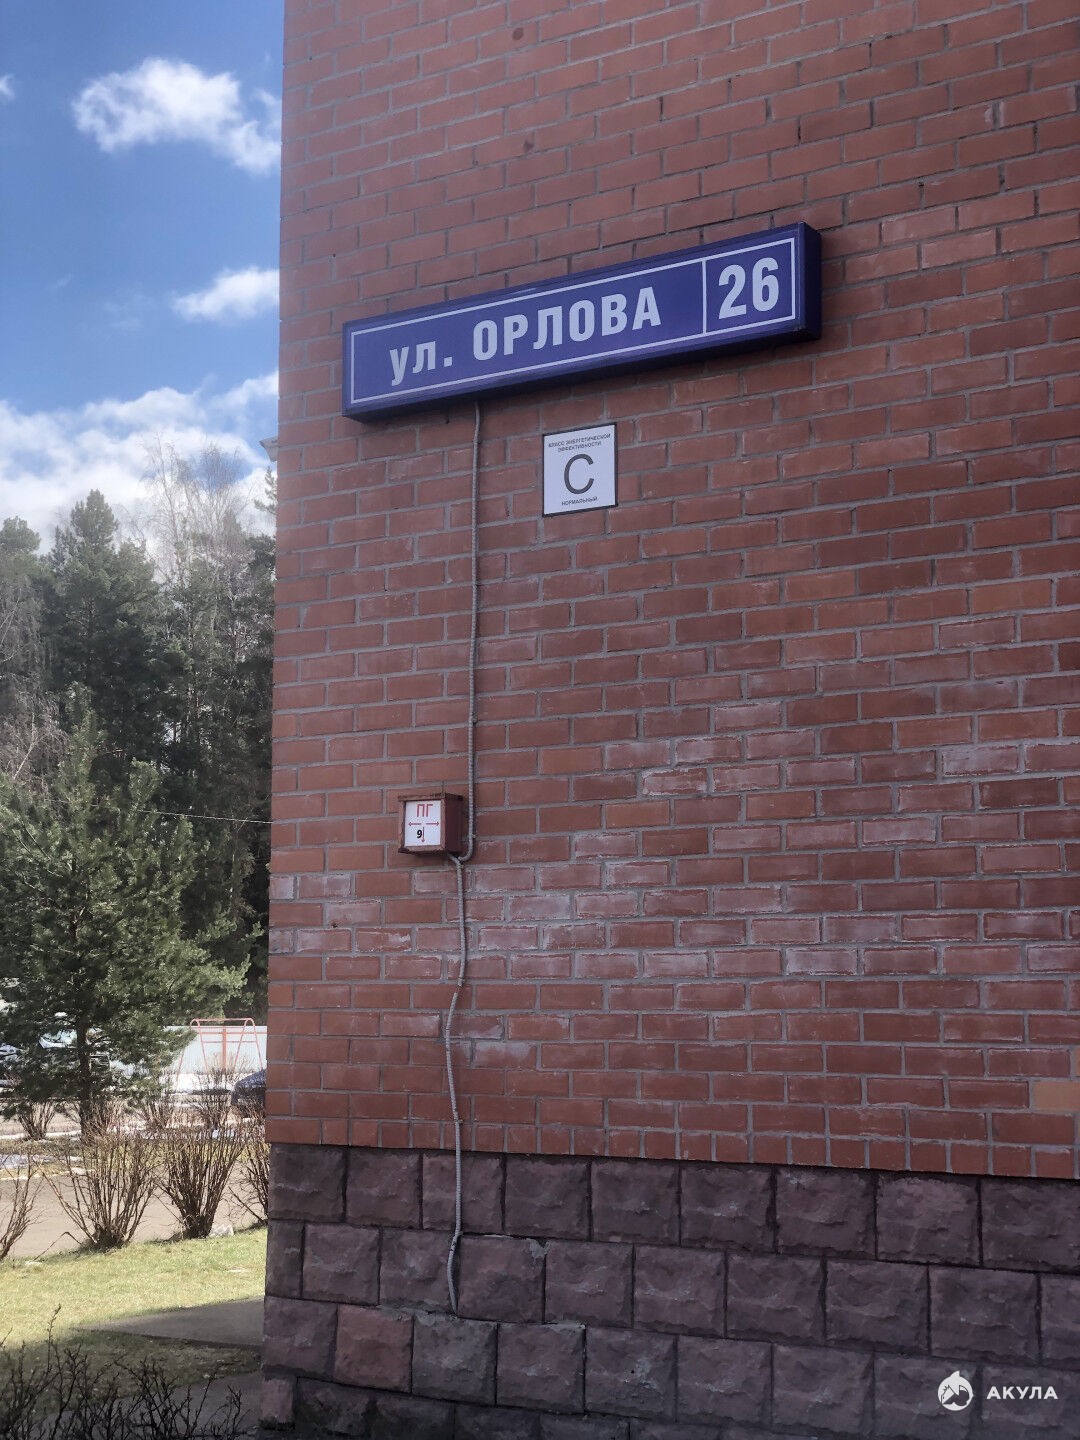 ул. ОРЛОВА 26
КЛАСС ЭНЕРГЕТИЧЕСКОЙ
ЭФФЕКТИВНОСТИ
C
НОРМАЛЬНЫЙ
ПГ
9
АКУЛА